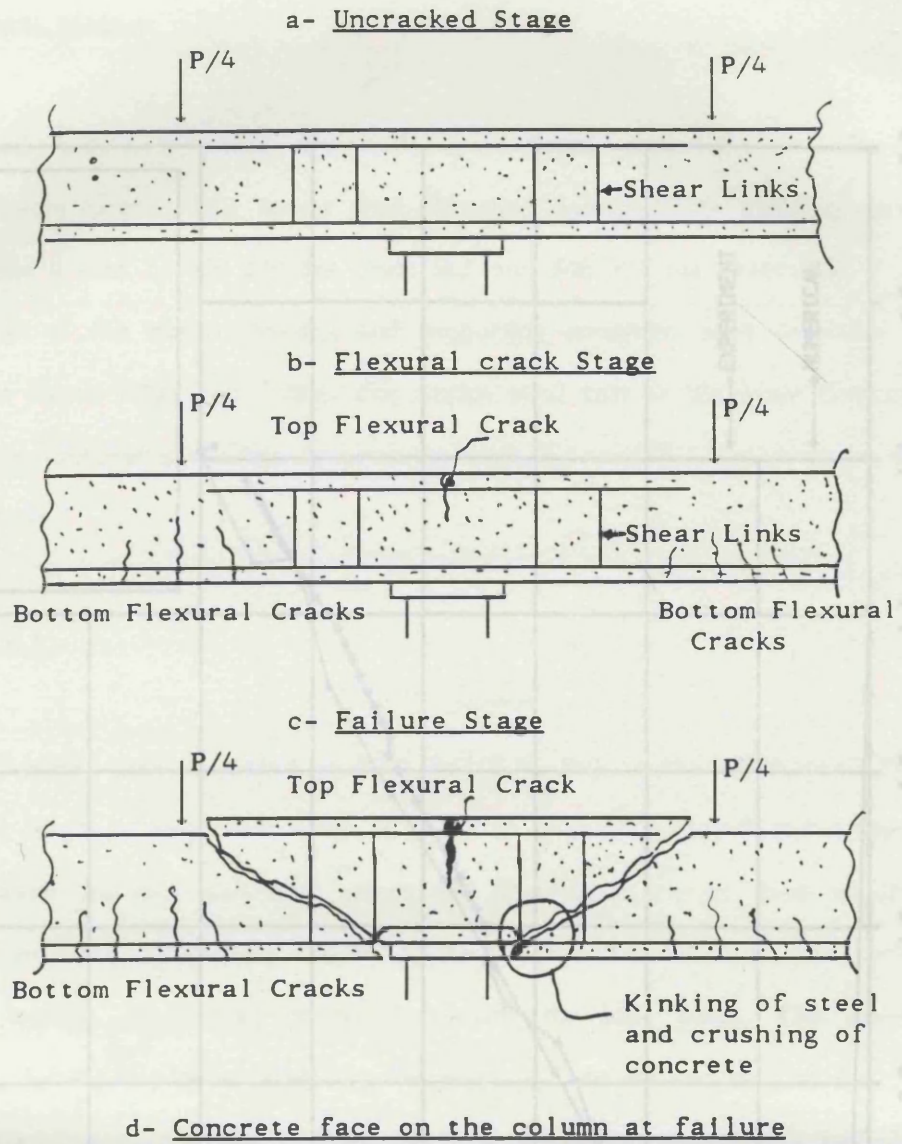 a- Uncracked Stage
P/4
P/4
Shear Links
b- Flexural crack Stage
P/4
P/4
Top Flexural Crack
Shear Links
Bottom Flexural Cracks
Bottom Flexural
Cracks
c- Failure Stage
P/4
P/4
Top Flexural Crack
Bottom Flexural Cracks
Kinking of steel
and crushing of
concrete
d- Concrete face on the column at failure
EXPERIMENT
NUMERICAL